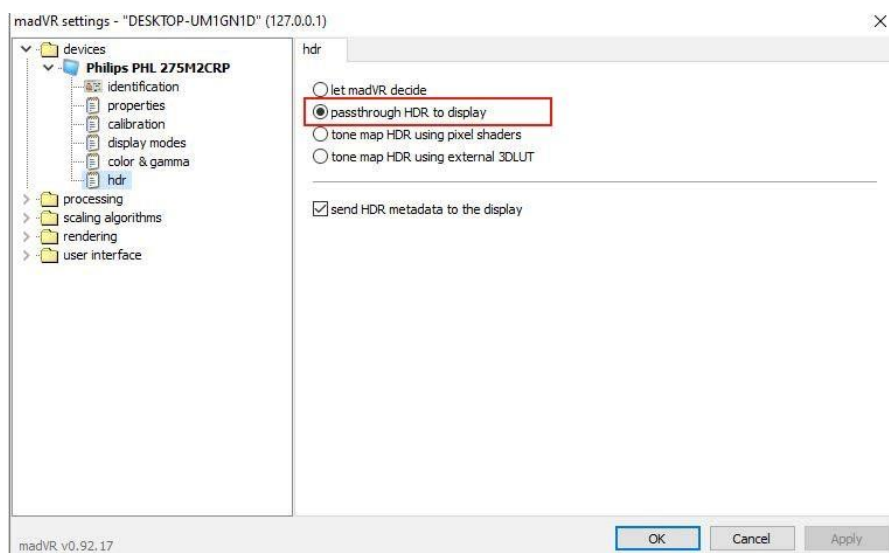 madVR settings - "DESKTOP-UM1GN1D" (127.0.0.1)
devices
Philips PHL 275M2CRP
identification
properties
calibration
display modes
color & gamma
hdr
processing
scaling algorithms
rendering
user interface
hdr
let madVR decide
passthrough HDR to display
tone map HDR using pixel shaders
tone map HDR using external 3DLUT
send HDR metadata to the display
madVR v0.92.17
OK
Cancel
Apply